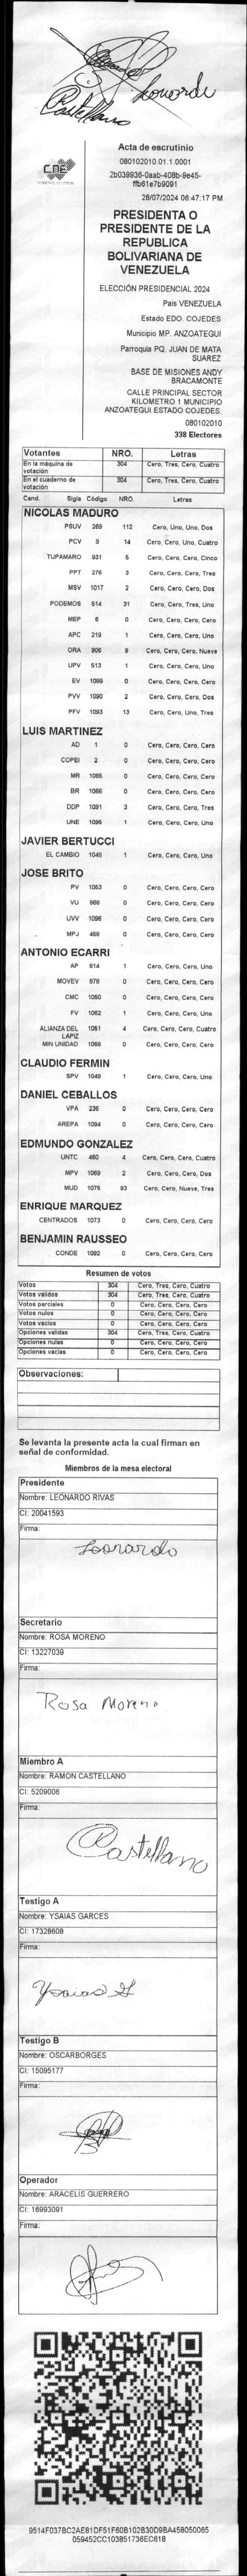 Leonardo
Castellano
CNE
Acta de escrutinio
080102010.01.1.0001
2b039936-0aab-408b-9e45-
ffb61e7b9091
28/07/2024 06:47:17 PM
PRESIDENTA O
PRESIDENTE DE LA
REPUBLICA
BOLIVARIANA DE
VENEZUELA
ELECCIÓN PRESIDENCIAL 2024
Pais VENEZUELA
Estado EDO. COJEDES
Municipio MP. ANZOATEGUI
Parroquia PQ. JUAN DE MATA
SUAREZ
BASE DE MISIONES ANDY
BRACAMONTE
CALLE PRINCIPAL SECTOR
KILOMETRO 1 MUNICIPIO
ANZOATEGUI ESTADO COJEDES.
080102010
338 Electores
Votantes NRO. Letras
En la máquina de votación 304 Cero, Tres, Cero, Cuatro
En el cuaderno de votación 304 Cero, Tres, Cero, Cuatro
Cand. Sigla Código NRO. Letras
NICOLAS MADURO
PSUV 269 112 Cero, Uno, Uno, Dos
PCV 9 14 Cero, Cero, Uno, Cuatro
TUPAMARO 931 5 Cero, Cero, Cero, Cinco
PPT 276 3 Cero, Cero, Cero, Tres
MSV 1017 2 Cero, Cero, Cero, Dos
PODEMOS 514 31 Cero, Cero, Tres, Uno
MEP 6 0 Cero, Cero, Cero, Cero
APC 219 1 Cero, Cero, Cero, Uno
ORA 906 9 Cero, Cero, Cero, Nueve
UPV 513 1 Cero, Cero, Cero, Uno
EV 1099 0 Cero, Cero, Cero, Cero
PVV 1090 2 Cero, Cero, Cero, Dos
PFV 1093 13 Cero, Cero, Uno, Tres
LUIS MARTINEZ
AD 1 0 Cero, Cero, Cero, Cero
COPEI 2 0 Cero, Cero, Cero, Cero
MR 1065 0 Cero, Cero, Cero, Cero
BR 1066 0 Cero, Cero, Cero, Cero
DDP 1091 3 Cero, Cero, Cero, Tres
UNE 1095 1 Cero, Cero, Cero, Uno
JAVIER BERTUCCI
EL CAMBIO 1048 1 Cero, Cero, Cero, Uno
JOSE BRITO
PV 1053 0 Cero, Cero, Cero, Cero
VU 868 0 Cero, Cero, Cero, Cero
UVV 1096 0 Cero, Cero, Cero, Cero
MPJ 458 0 Cero, Cero, Cero, Cero
ANTONIO ECARRI
AP 614 1 Cero, Cero, Cero, Uno
MOVEV 678 0 Cero, Cero, Cero, Cero
CMC 1050 0 Cero, Cero, Cero, Cero
FV 1062 1 Cero, Cero, Cero, Uno
ALIANZA DEL LAPIZ 1051 4 Cero, Cero, Cero, Cuatro
MIN UNIDAD 1068 0 Cero, Cero, Cero, Cero
CLAUDIO FERMIN
SPV 1049 1 Cero, Cero, Cero, Uno
DANIEL CEBALLOS
VPA 236 0 Cero, Cero, Cero, Cero
AREPA 1094 0 Cero, Cero, Cero, Cero
EDMUNDO GONZALEZ
UNTC 460 4 Cero, Cero, Cero, Cuatro
MPV 1069 2 Cero, Cero, Cero, Dos
MUD 1075 93 Cero, Cero, Nueve, Tres
ENRIQUE MARQUEZ
CENTRADOS 1073 0 Cero, Cero, Cero, Cero
BENJAMIN RAUSSEO
CONDE 1092 0 Cero, Cero, Cero, Cero
Resumen de votos
Votos 304 Cero, Tres, Cero, Cuatro
Votos validos 304 Cero, Tres, Cero, Cuatro
Votos parciales 0 Cero, Cero, Cero, Cero
Votos nulos 0 Cero, Cero, Cero, Cero
Votos vacios 0 Cero, Cero, Cero, Cero
Opciones validas 304 Cero, Tres, Cero, Cuatro
Opciones nulas 0 Cero, Cero, Cero, Cero
Opciones vacias 0 Cero, Cero, Cero, Cero
Observaciones:
Se levanta la presente acta la cual firman en
señal de conformidad.
Miembros de la mesa electoral
Presidente
Nombre: LEONARDO RIVAS
CI: 20041593
Firma:
Leonardo
Secretario
Nombre: ROSA MORENO
CI: 13227039
Firma:
Rosa Moreno
Miembro A
Nombre: RAMON CASTELLANO
CI: 5209006
Firma:
Castellano
Testigo A
Nombre: YSAIAS GARCES
CI: 17328608
Firma:
Ysaias G
Testigo B
Nombre: OSCARBORGES
CI: 15095177
Firma:
Operador
Nombre: ARACELIS GUERRERO
CI: 16993091
Firma:
9514F037BC2AE81DF51F60B102B30D9BA458050065
059452CC103851736EC618